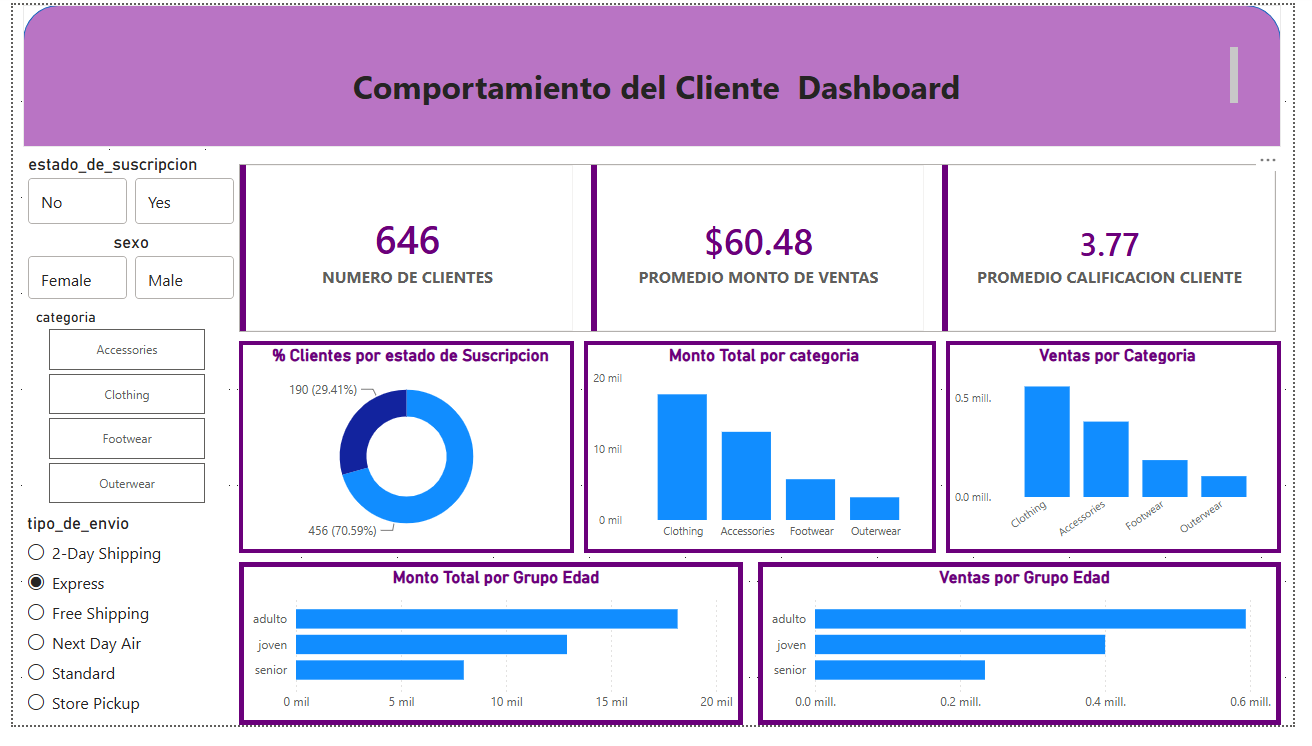 Comportamiento del Cliente  Dashboard
estado_de_suscripcion
No
Yes
sexo
Female
Male
categoria
Accessories
Clothing
Footwear
Outerwear
tipo_de_envio
2-Day Shipping
Express
Free Shipping
Next Day Air
Standard
Store Pickup
646
NUMERO DE CLIENTES
$60.48
PROMEDIO MONTO DE VENTAS
3.77
PROMEDIO CALIFICACION CLIENTE
% Clientes por estado de Suscripcion
190 (29.41%)
456 (70.59%)
Monto Total por categoria
20 mil
10 mil
0 mil
Clothing
Accessories
Footwear
Outerwear
Ventas por Categoria
0.5 mill.
0.0 mill.
Clothing
Accessories
Footwear
Outerwear
Monto Total por Grupo Edad
adulto
joven
senior
0 mil
5 mil
10 mil
15 mil
20 mil
Ventas por Grupo Edad
adulto
joven
senior
0.0 mill.
0.2 mill.
0.4 mill.
0.6 mill.